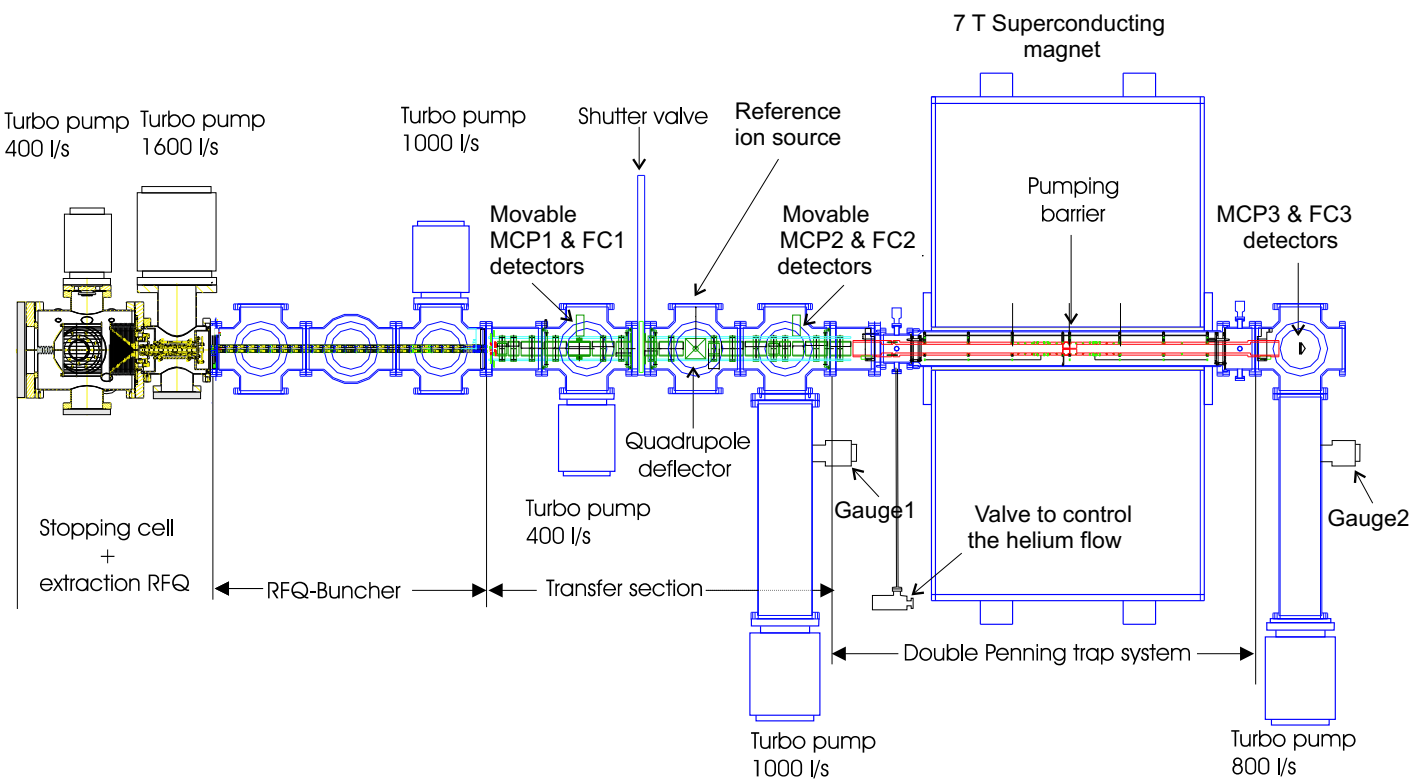 7 T Superconducting
magnet
Turbo pump
400 l/s
Turbo pump
1600 l/s
Turbo pump
1000 l/s
Shutter valve
Reference
ion source
Movable
MCP1 & FC1
detectors
Movable
MCP2 & FC2
detectors
Pumping
barrier
MCP3 & FC3
detectors
Quadrupole
deflector
Turbo pump
400 l/s
Gauge1
Valve to control
the helium flow
Gauge2
Stopping cell
+
extraction RFQ
RFQ-Buncher
Transfer section
Double Penning trap system
Turbo pump
1000 l/s
Turbo pump
800 l/s